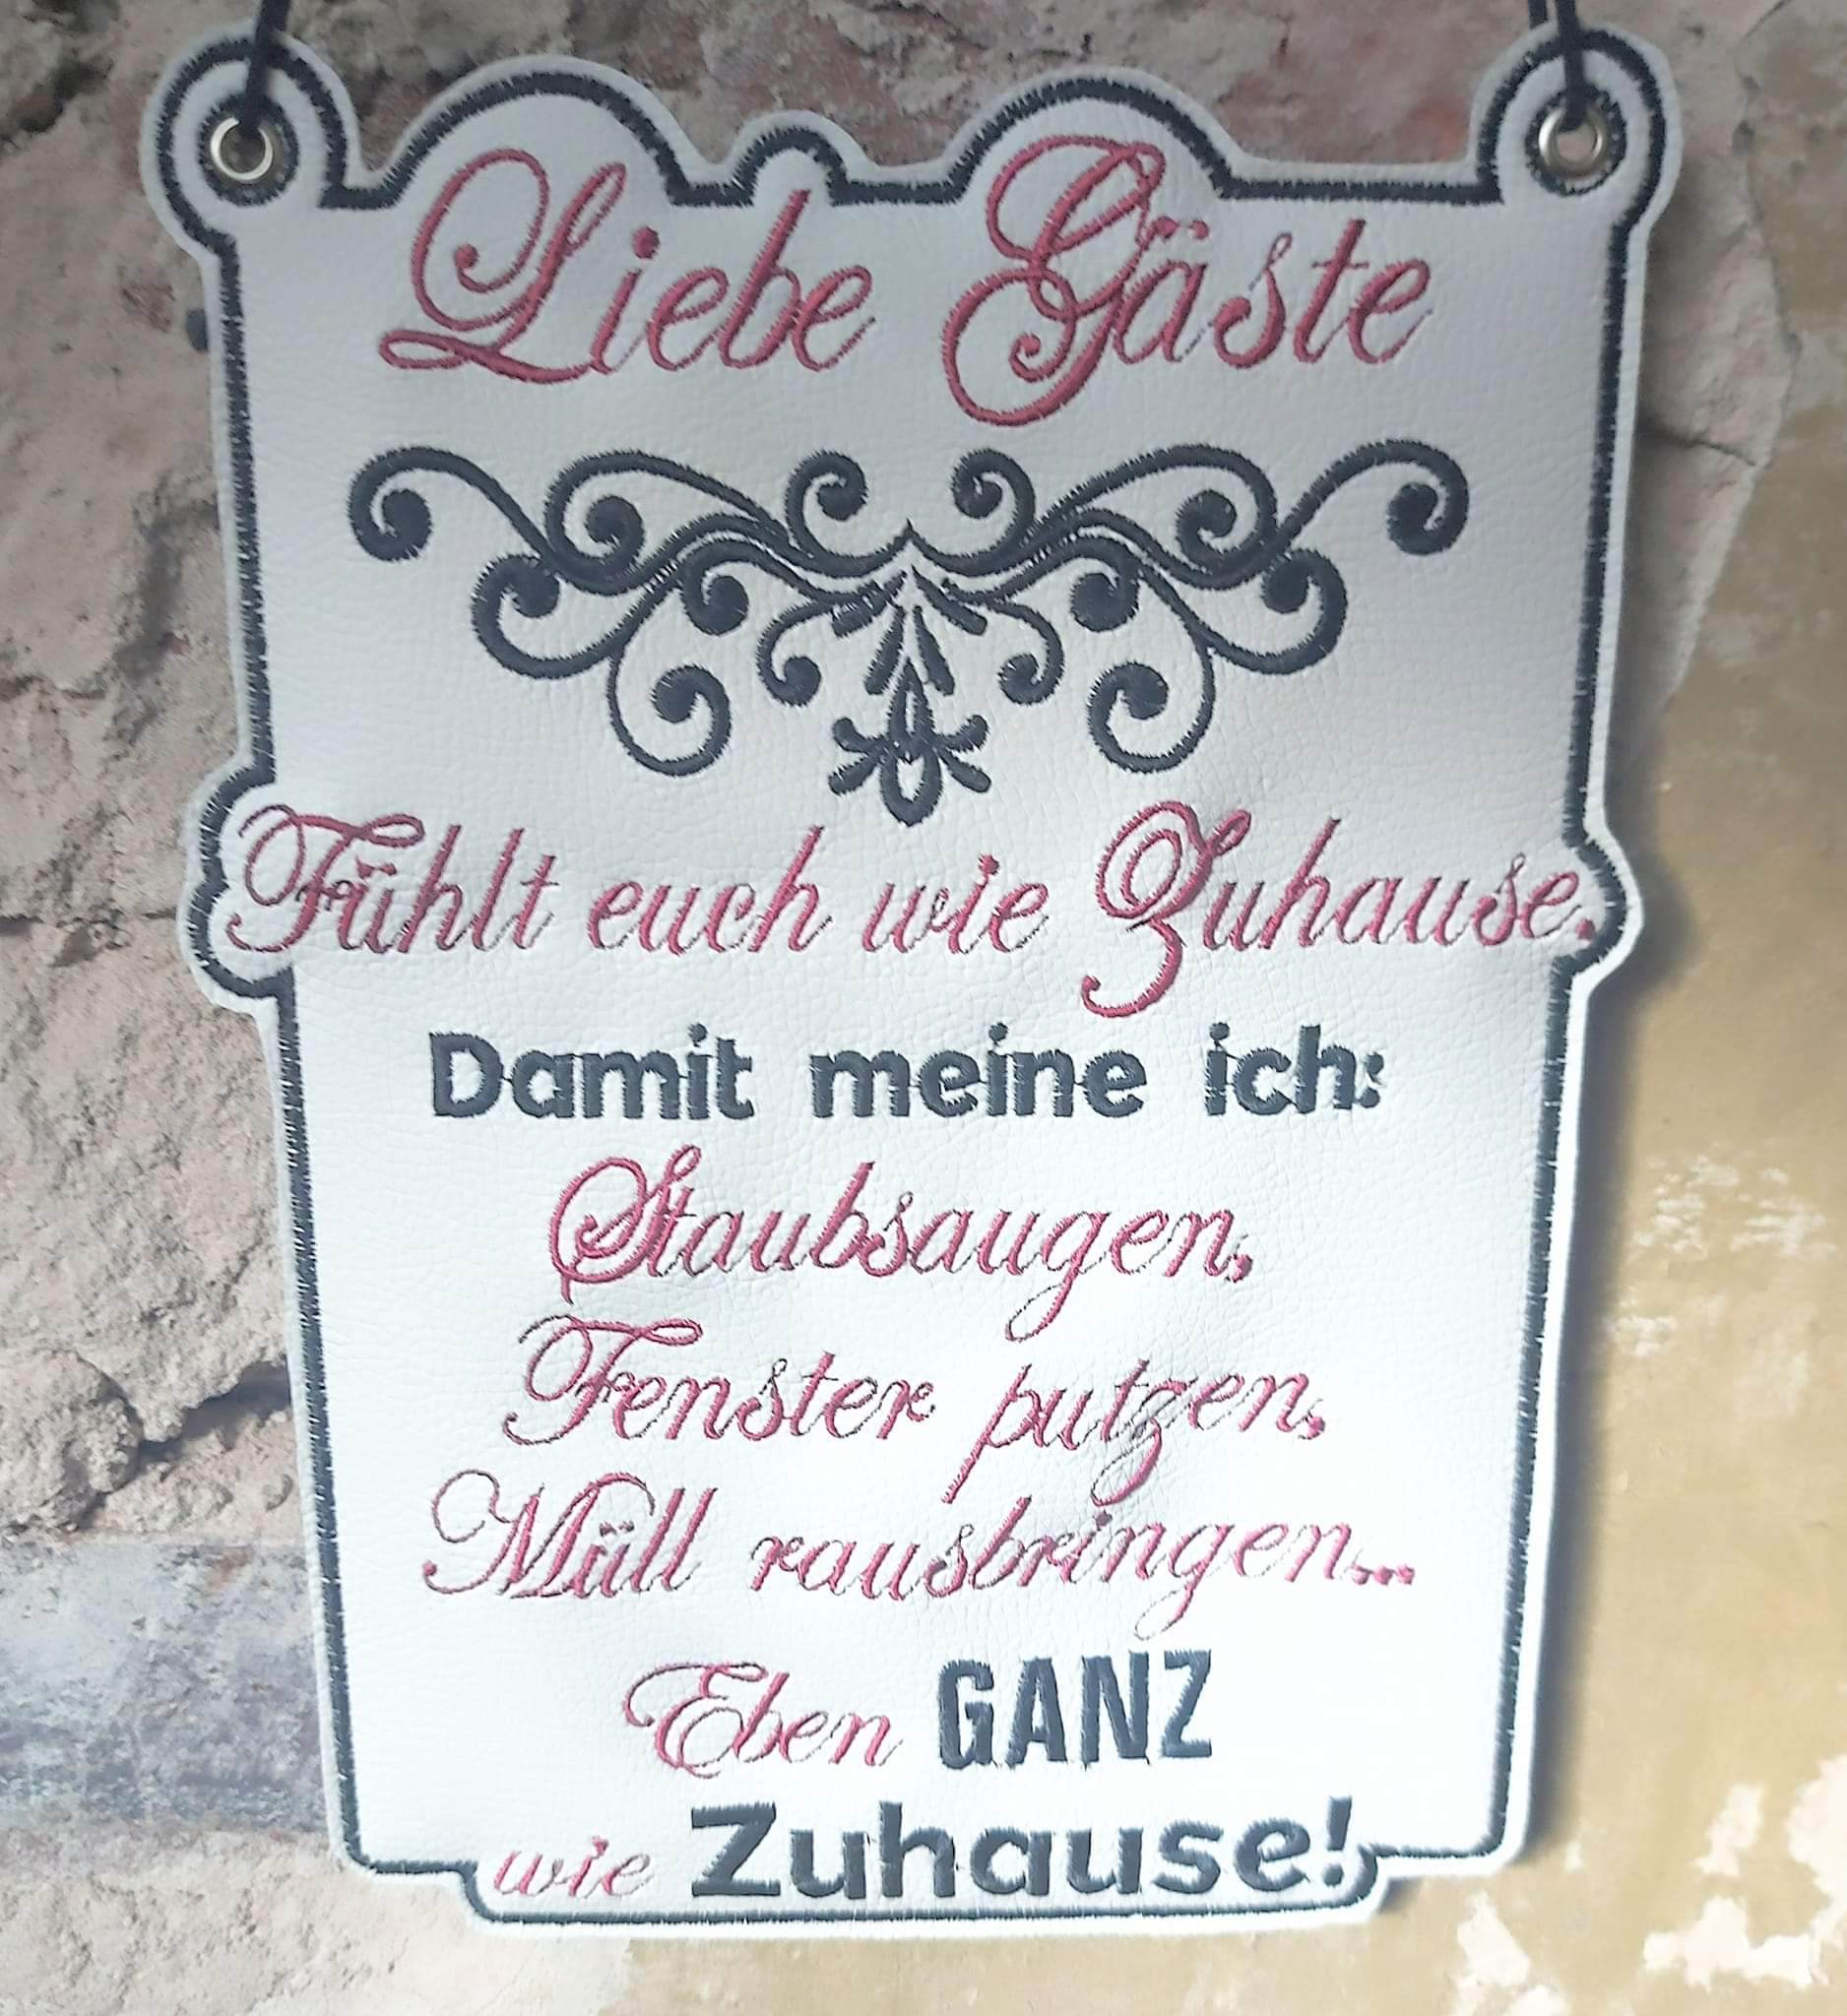 Liebe Gäste
Fühlt euch wie Zuhause.
Damit meine ich:
Staubsaugen,
Fenster putzen,
Müll rausbringen...
Eben GANZ
wie Zuhause!